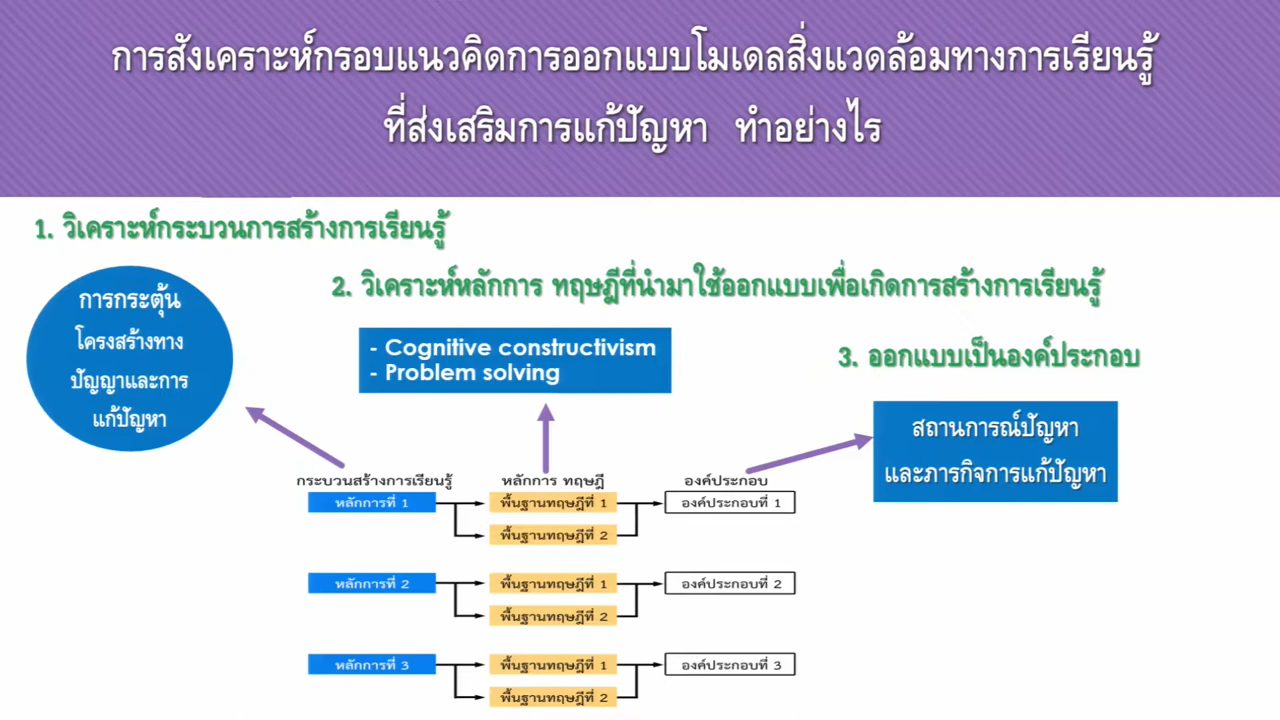 การสังเคราะห์กรอบแนวคิดการออกแบบโมเดลสิ่งแวดล้อมทางการเรียนรู้
ที่ส่งเสริมการแก้ปัญหา ทำอย่างไร
1. วิเคราะห์กระบวนการสร้างการเรียนรู้
การกระตุ้น
โครงสร้างทาง
ปัญญาและการ
แก้ปัญหา
2. วิเคราะห์หลักการ ทฤษฎีที่นำมาใช้ออกแบบเพื่อเกิดการสร้างการเรียนรู้
- Cognitive constructivism
- Problem solving
3. ออกแบบเป็นองค์ประกอบ
สถานการณ์ปัญหา
และภารกิจการแก้ปัญหา
กระบวนสร้างการเรียนรู้ หลักการ ทฤษฎี องค์ประกอบ
หลักการที่ 1 พื้นฐานทฤษฎีที่ 1 องค์ประกอบที่ 1
พื้นฐานทฤษฎีที่ 2
หลักการที่ 2 พื้นฐานทฤษฎีที่ 1 องค์ประกอบที่ 2
พื้นฐานทฤษฎีที่ 2
หลักการที่ 3 พื้นฐานทฤษฎีที่ 1 องค์ประกอบที่ 3
พื้นฐานทฤษฎีที่ 2